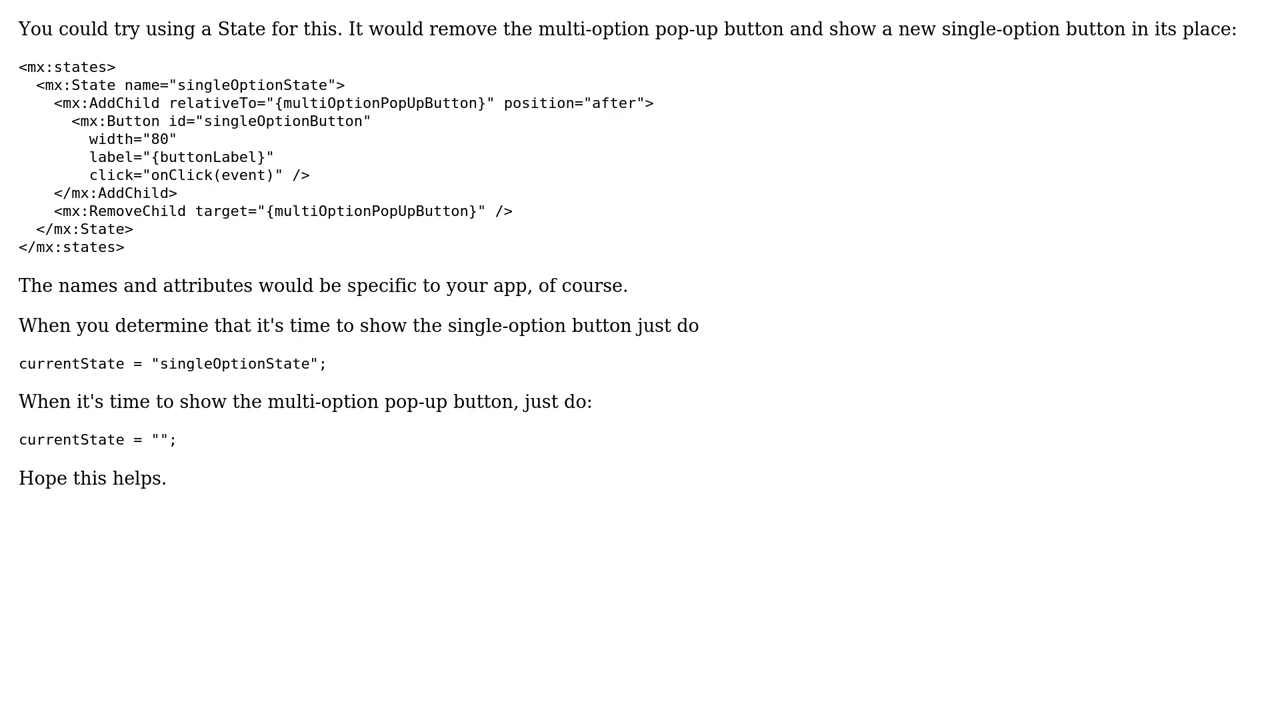 You could try using a State for this. It would remove the multi-option pop-up button and show a new single-option button in its place:
<mx:states>
  <mx:State name="singleOptionState">
    <mx:AddChild relativeTo="{multiOptionPopUpButton}" position="after">
      <mx:Button id="singleOptionButton"
        width="80"
        label="{buttonLabel}"
        click="onClick(event)" />
    </mx:AddChild>
    <mx:RemoveChild target="{multiOptionPopUpButton}" />
  </mx:State>
</mx:states>
The names and attributes would be specific to your app, of course.
When you determine that it's time to show the single-option button just do
currentState = "singleOptionState";
When it's time to show the multi-option pop-up button, just do:
currentState = "";
Hope this helps.